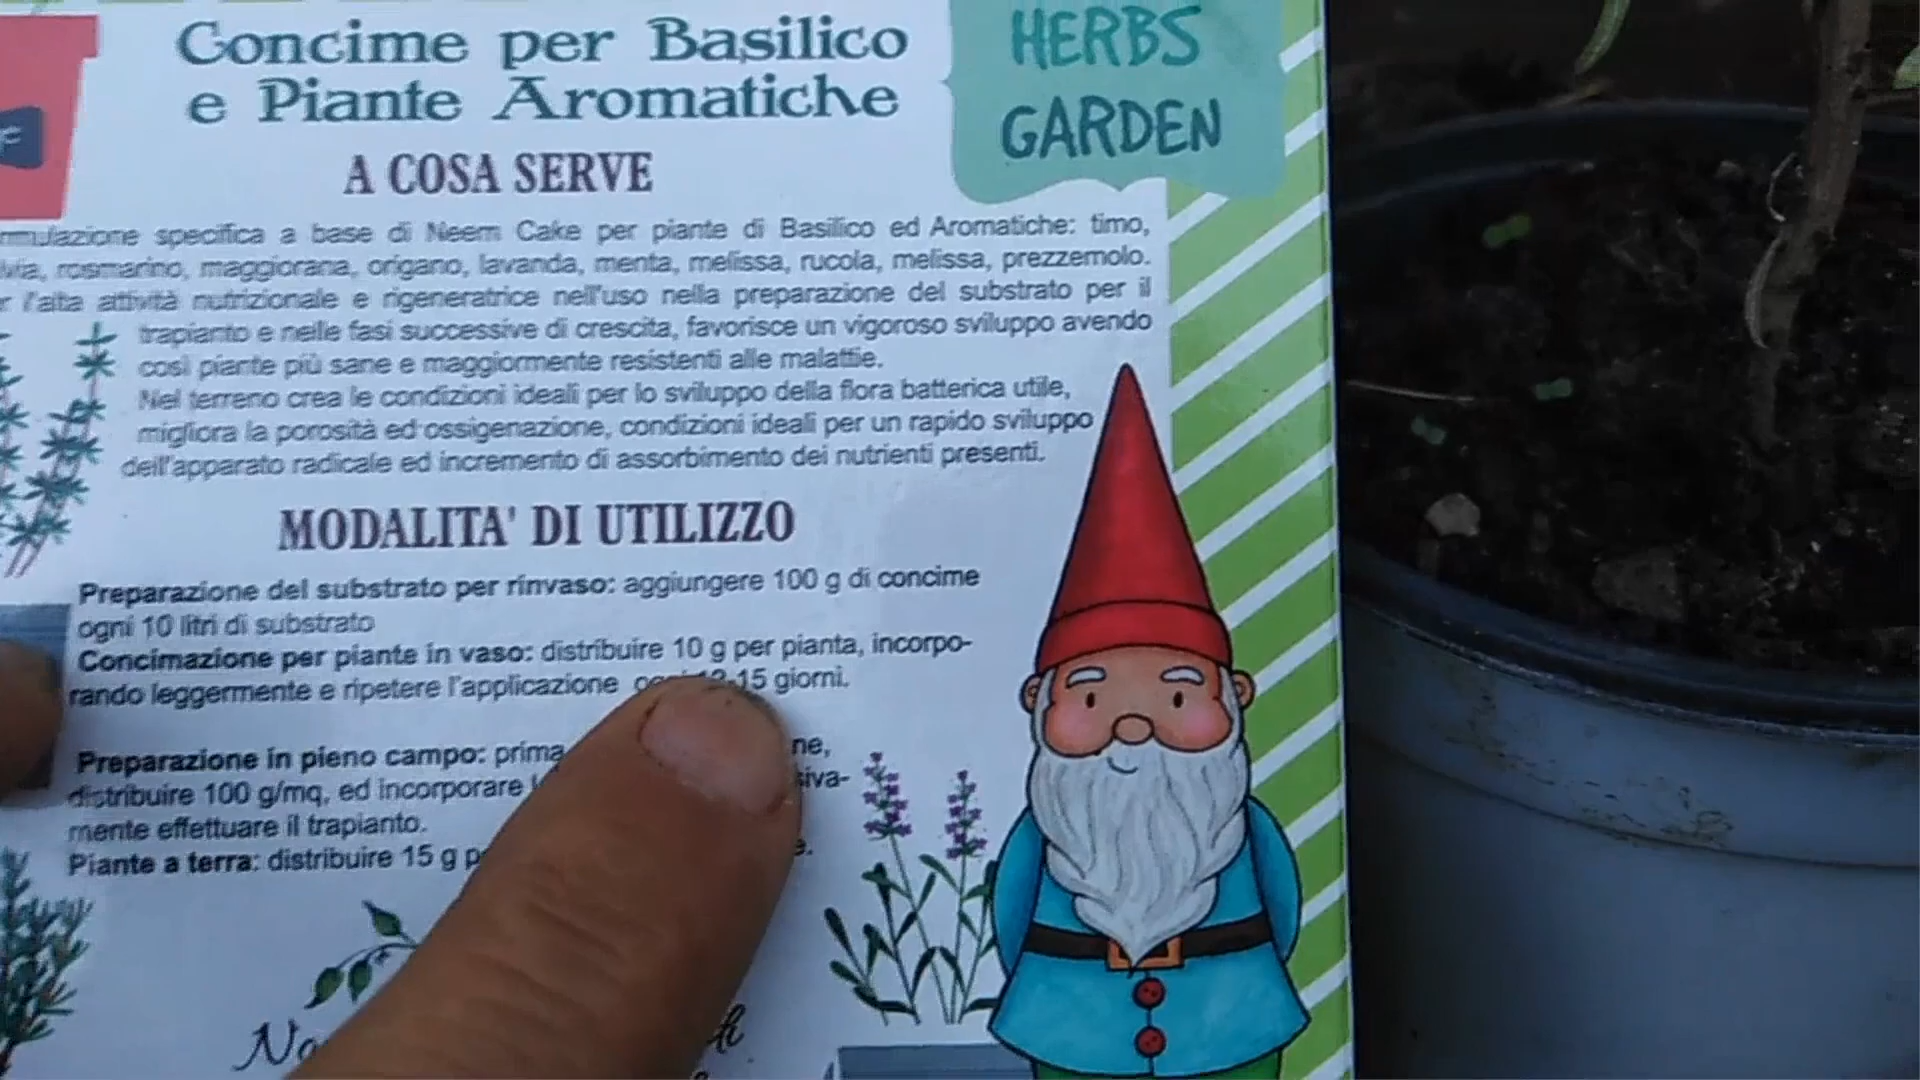 Concime per Basilico
e Piante Aromatiche
HERBS
GARDEN
A COSA SERVE
specifica a base di Neem Cake per piante di Basilico ed Aromatiche: timo,
rosmarino, maggiorana, origano, lavanda, menta, melissa, rucola, melissa, prezzemolo.
l'alta attività nutrizionale e rigeneratrice nell'uso nella preparazione del substrato per il
trapianto e nelle fasi successive di crescita, favorisce un vigoroso sviluppo avendo
così piante più sane e maggiormente resistenti alle malattie.
Nel terreno crea le condizioni ideali per lo sviluppo della flora batterica utile,
migliora la porosità ed ossigenazione, condizioni ideali per un rapido sviluppo
dell'apparato radicale ed incremento di assorbimento dei nutrienti presenti.
MODALITA' DI UTILIZZO
Preparazione del substrato per rinvaso: aggiungere 100 g di concime
ogni 10 litri di substrato
Concimazione per piante in vaso: distribuire 10 g per pianta, incorpo-
rando leggermente e ripetere l'applicazione 15 giorni.
Preparazione in pieno campo: prima ne,
distribuire 100 g/mq, ed incorporare siva-
mente effettuare il trapianto.
Piante a terra: distribuire 15 g